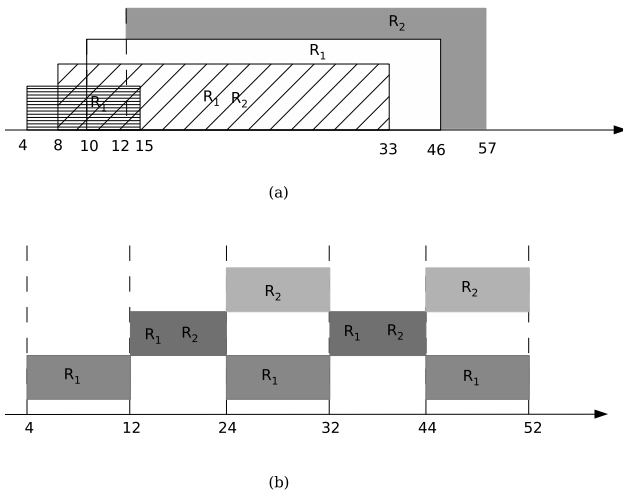 R₂
R₁
R₁ R₁ R₂
4 8 10 12 15 33 46 57
(a)
R₂ R₂
R₁ R₂ R₁ R₂
R₁ R₁ R₁
4 12 24 32 44 52
(b)